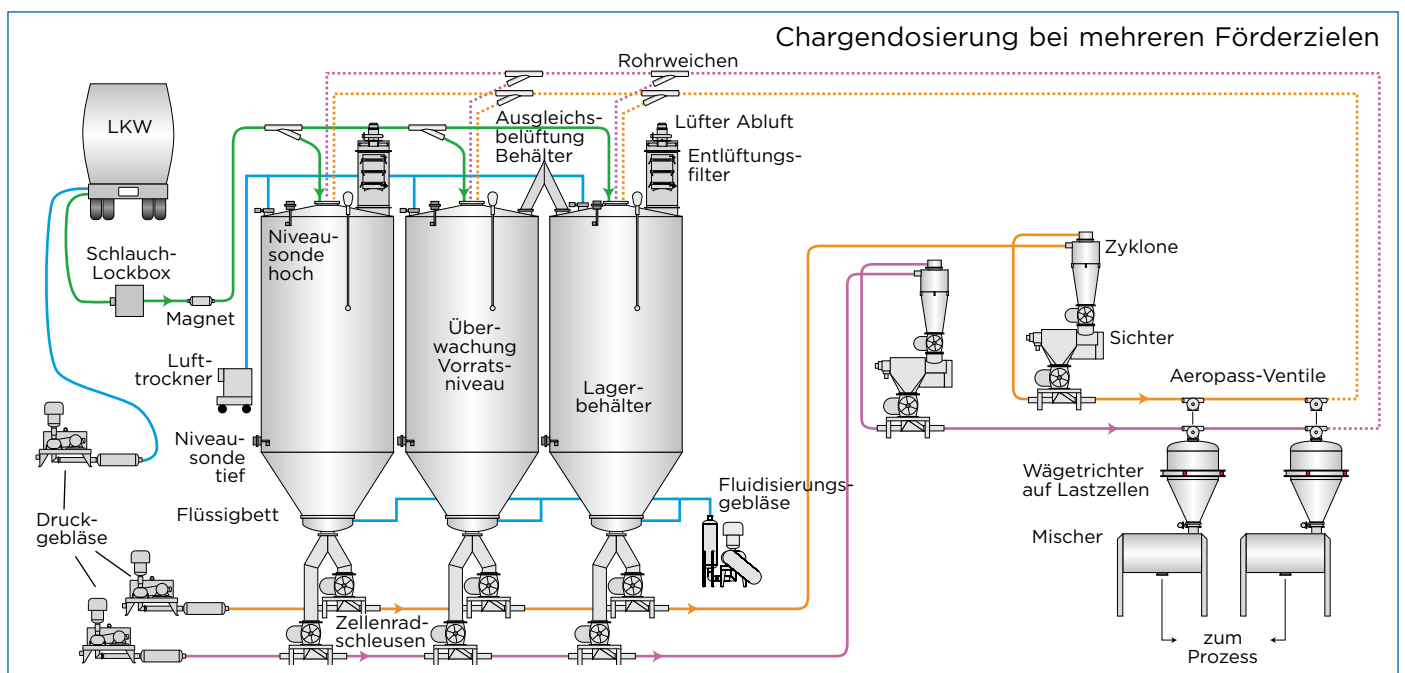 Chargendosierung bei mehreren Förderzielen
Rohrweichen
LKW
Ausgleichs-
belüftung
Behälter
Lüfter Abluft
Entlüftungs-
filter
Schlauch-
Lockbox
Magnet
Niveau-
sonde
hoch
Zyklone
Sichter
Über-
wachung
Vorrats-
niveau
Luft-
trockner
Lager-
behälter
Aeropass-Ventile
Niveau-
sonde
tief
Wägetrichter
auf Lastzellen
Fluidisierungs-
gebläse
Flüssigbett
Druck-
gebläse
Mischer
Zellenrad-
schleusen
zum
Prozess